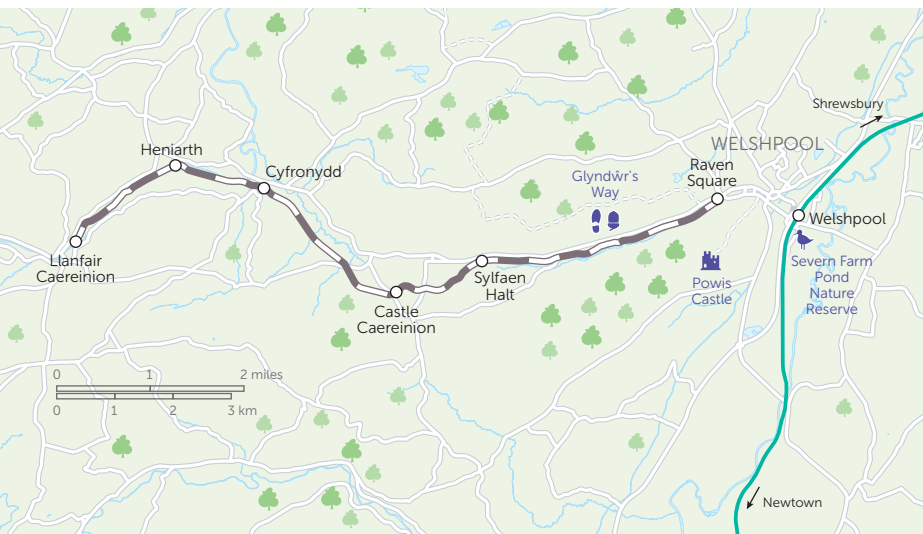 Shrewsbury
WELSHPOOL
Heniarth
Cyfronydd
Raven
Square
Glyndŵr's
Way
Welshpool
Llanfair
Caereinion
Sylfaen
Halt
Powis
Castle
Severn Farm
Pond
Nature
Reserve
Castle
Caereinion
0 1 2 miles
0 1 2 3 km
Newtown